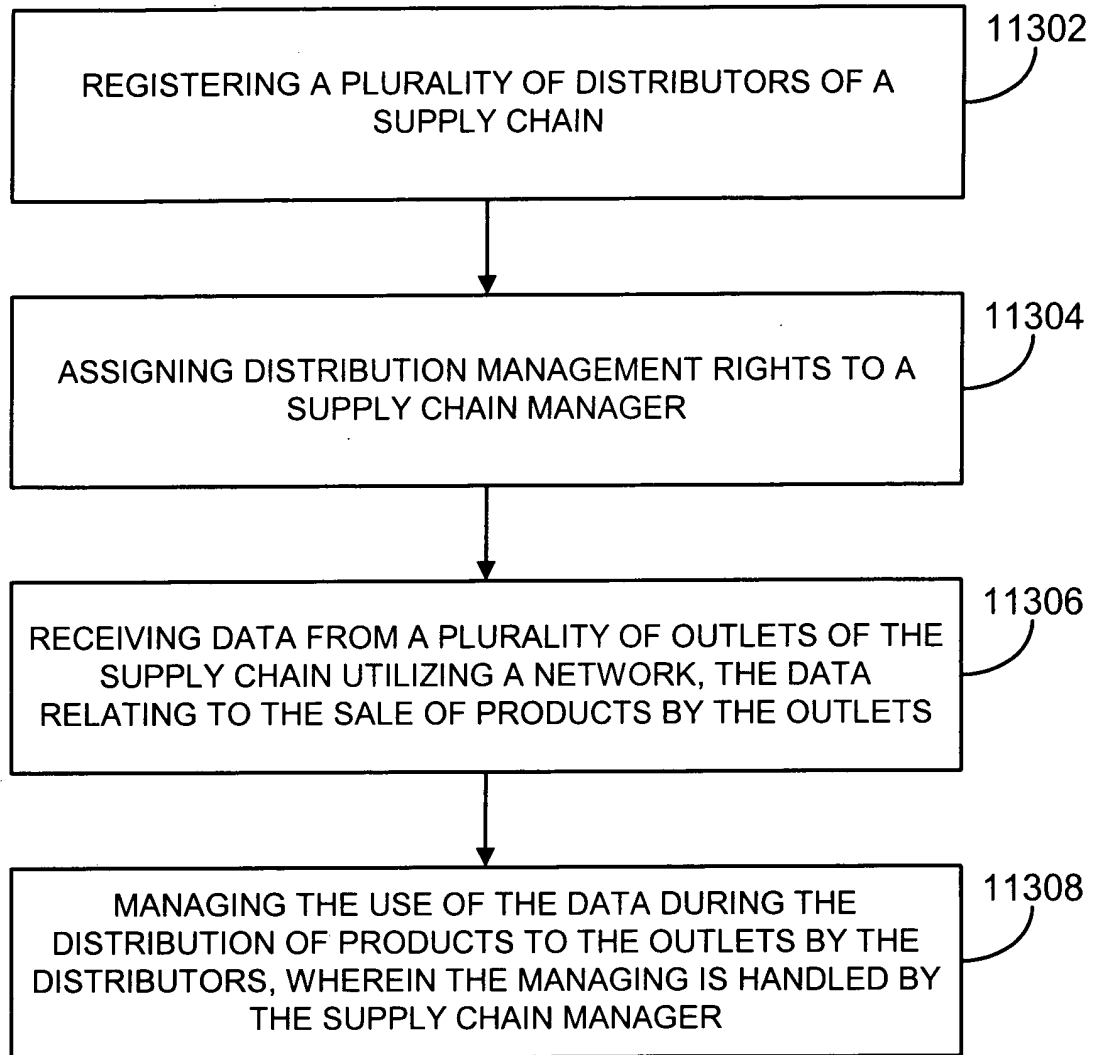 11302
REGISTERING A PLURALITY OF DISTRIBUTORS OF A
SUPPLY CHAIN
11304
ASSIGNING DISTRIBUTION MANAGEMENT RIGHTS TO A
SUPPLY CHAIN MANAGER
11306
RECEIVING DATA FROM A PLURALITY OF OUTLETS OF THE
SUPPLY CHAIN UTILIZING A NETWORK, THE DATA
RELATING TO THE SALE OF PRODUCTS BY THE OUTLETS
11308
MANAGING THE USE OF THE DATA DURING THE
DISTRIBUTION OF PRODUCTS TO THE OUTLETS BY THE
DISTRIBUTORS, WHEREIN THE MANAGING IS HANDLED BY
THE SUPPLY CHAIN MANAGER